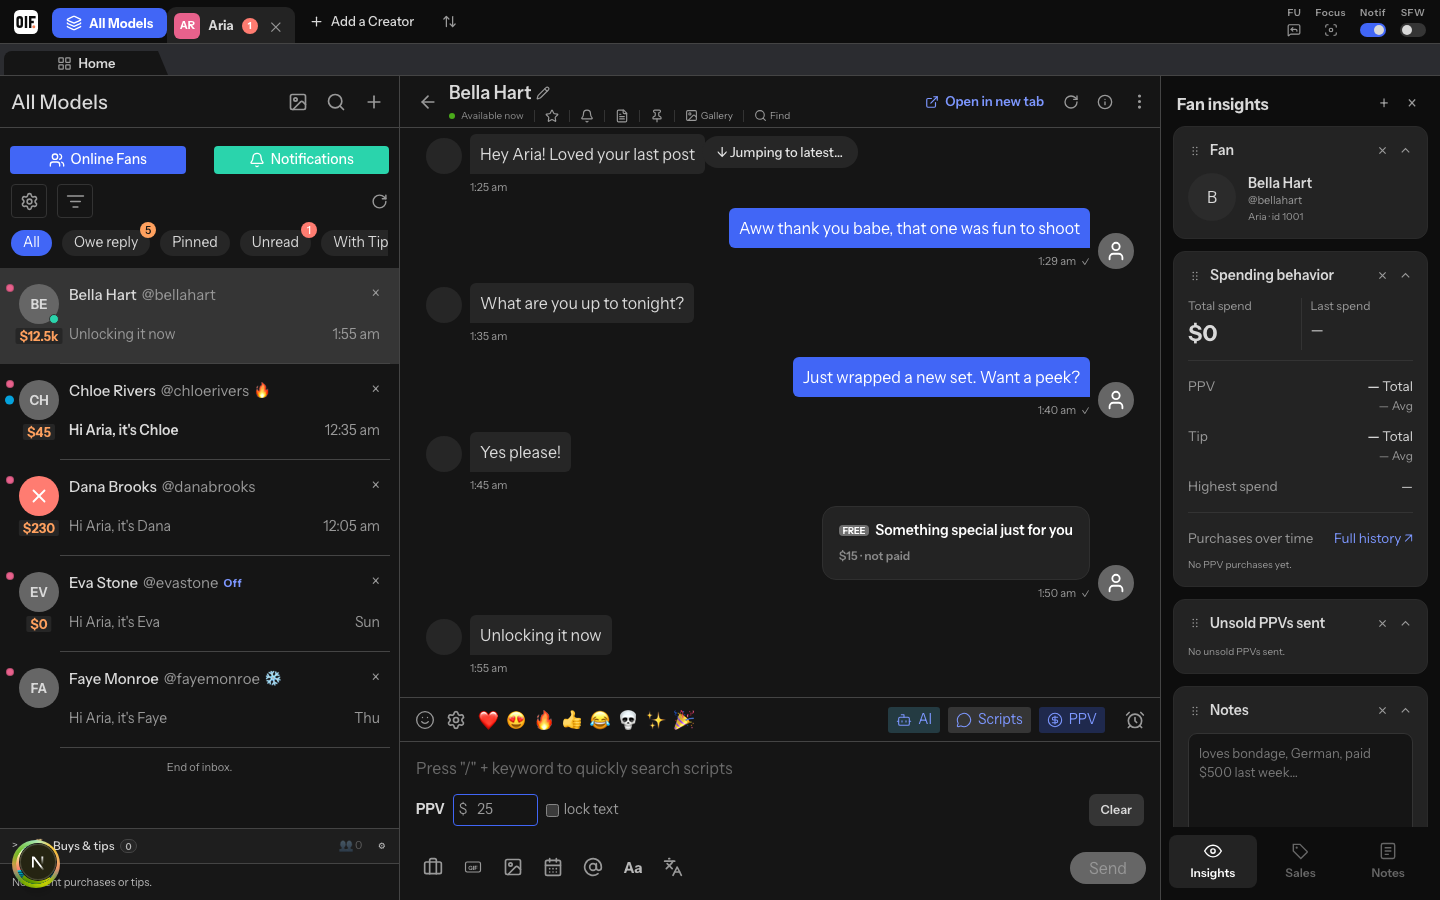 OIF
All Models
AR Aria 1
Add a Creator
FU Focus Notif SFW
Home
All Models
Online Fans
Notifications
All
Owe reply 5
Pinned
Unread 1
With Tip
BE
Bella Hart @bellahart
$12.5k
Unlocking it now
1:55 am
CH
Chloe Rivers @chloerivers 🔥
$45
Hi Aria, it's Chloe
12:35 am
Dana Brooks @danabrooks
$230
Hi Aria, it's Dana
12:05 am
EV
Eva Stone @evastone Off
$0
Hi Aria, it's Eva
Sun
FA
Faye Monroe @fayemonroe ❄️
Hi Aria, it's Faye
Thu
End of inbox.
Buys & tips 0
👥 0
N
purchases or tips.
Bella Hart
Available now
Gallery
Find
Open in new tab
Hey Aria! Loved your last post
↓ Jumping to latest...
1:25 am
Aww thank you babe, that one was fun to shoot
1:29 am ✓
What are you up to tonight?
1:35 am
Just wrapped a new set. Want a peek?
1:40 am ✓
Yes please!
1:45 am
FREE Something special just for you
$15 · not paid
1:50 am ✓
Unlocking it now
1:55 am
❤️ 😍 🔥 👍 😂 💀 ✨ 🎉
AI
Scripts
PPV
Press "/" + keyword to quickly search scripts
PPV $ 25 lock text
Clear
GIF
Aa
Send
Fan insights
Fan
B
Bella Hart
@bellahart
Aria · id 1001
Spending behavior
Total spend
$0
Last spend
—
PPV — Total
— Avg
Tip — Total
— Avg
Highest spend —
Purchases over time Full history ↗
No PPV purchases yet.
Unsold PPVs sent
No unsold PPVs sent.
Notes
loves bondage, German, paid
$500 last week...
Insights
Sales
Notes